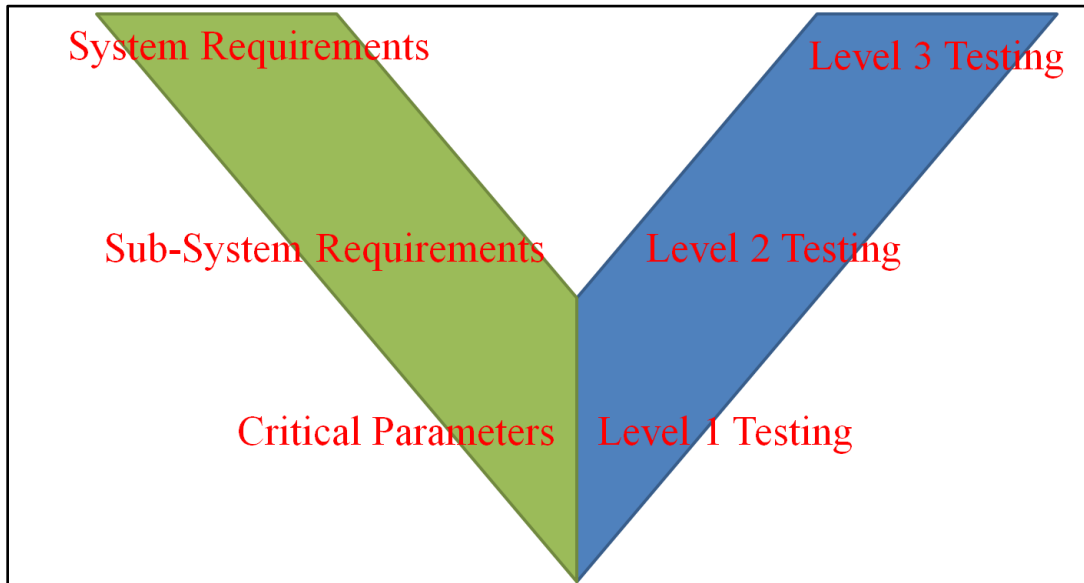 System Requirements
Level 3 Testing
Sub-System Requirements
Level 2 Testing
Critical Parameters
Level 1 Testing